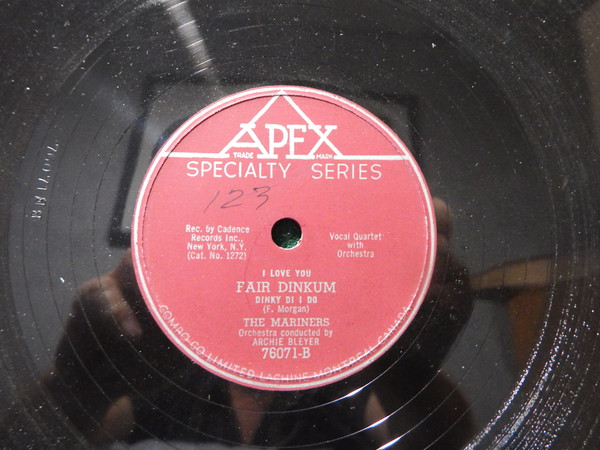 APEX
TRADE MARK
SPECIALTY SERIES
123
Rec. by Cadence
Records Inc.,
New York, N.Y.
(Cat. No. 1272)
Vocal Quartet
with
Orchestra
I LOVE YOU
FAIR DINKUM
DINKY DI I DO
(F. Morgan)
THE MARINERS
Orchestra conducted by
ARCHIE BLEYER
76071-B
COMPO CO LIMITED LACHINE MONTREAL CANADA